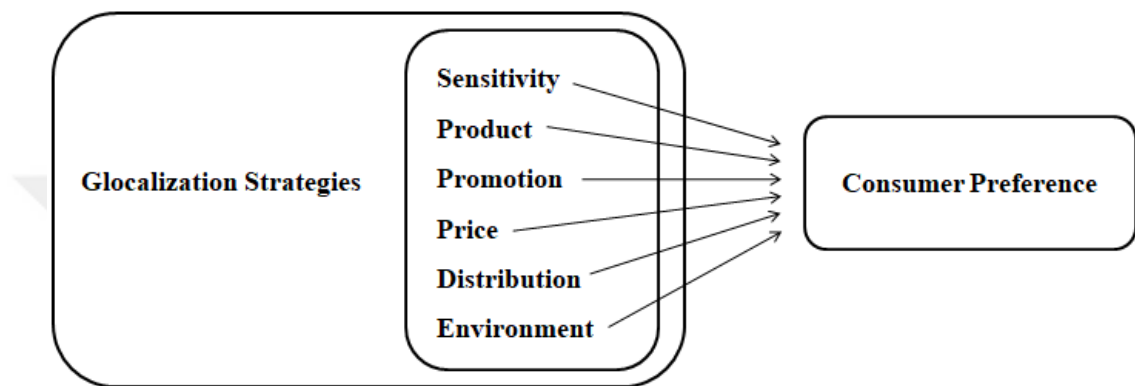 Sensitivity
Product
Promotion
Glocalization Strategies
Consumer Preference
Price
Distribution
Environment